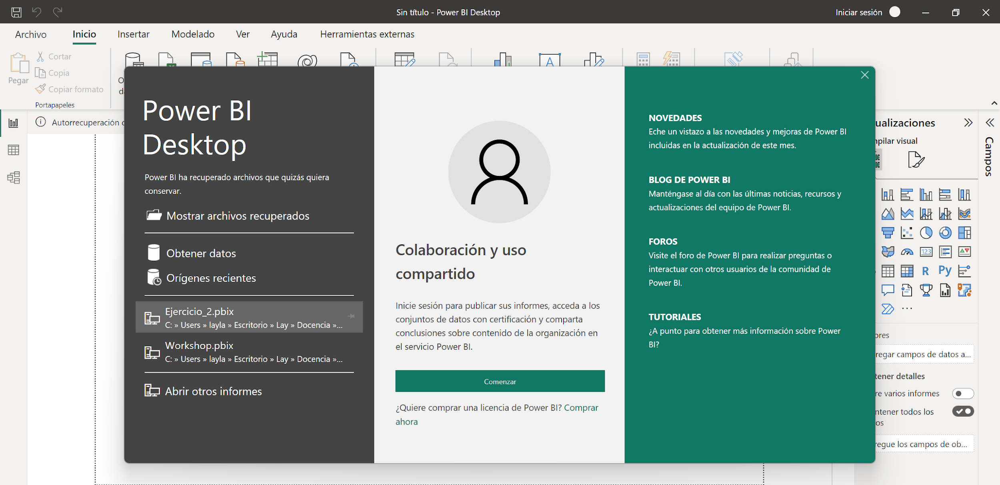 Sin título - Power BI Desktop
Iniciar sesión
Archivo
Inicio
Insertar
Modelado
Ver
Ayuda
Herramientas externas
Pegar
Cortar
Copia
Copiar formato
Portapapeles
Autorrecuperación
Power BI
Desktop
Power BI ha recuperado archivos que quizás quiera
conservar.
Mostrar archivos recuperados
Obtener datos
Orígenes recientes
Ejercicio_2.pbix
C: » Users » layla » Escritorio » Lay » Docencia »...
Workshop.pbix
C: » Users » layla » Escritorio » Lay » Docencia »...
Abrir otros informes
Colaboración y uso
compartido
Inicie sesión para publicar sus informes, acceda a los
conjuntos de datos con certificación y comparta
conclusiones sobre contenido de la organización en
el servicio Power BI.
Comenzar
¿Quiere comprar una licencia de Power BI? Comprar
ahora
NOVEDADES
Eche un vistazo a las novedades y mejoras de Power BI
incluidas en la actualización de este mes.
BLOG DE POWER BI
Manténgase al día con las últimas noticias, recursos y
actualizaciones del equipo de Power BI.
FOROS
Visite el foro de Power BI para realizar preguntas o
interactuar con otros usuarios de la comunidad de
Power BI.
TUTORIALES
¿A punto para obtener más información sobre Power
BI?
ualizaciones
Campos
npilar visual
A
123
R
Py
...
ores
regar campos de datos a...
tener detalles
re varios informes
ntener todos los
os
regue los campos de ob...